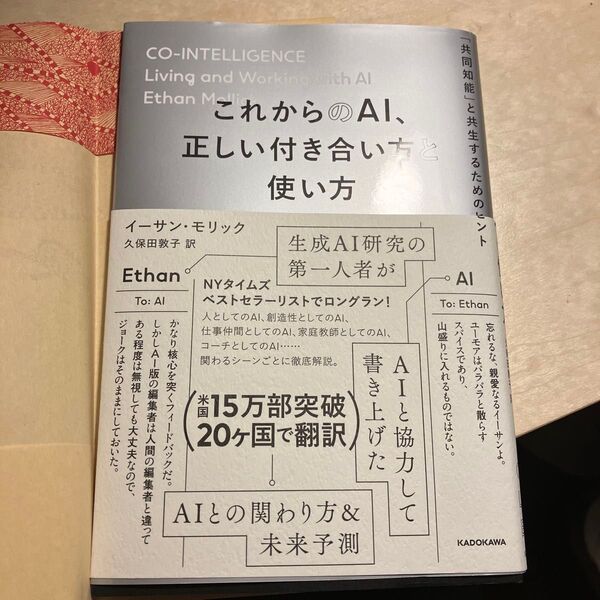 CO-INTELLIGENCE
Living and Working with AI
Ethan Mollick
これからのAI、
正しい付き合い方と
使い方
「共同知能」と共生するためのヒント
イーサン・モリック
久保田敦子 訳
生成AI研究の
第一人者が
Ethan
To: AI
かなり核心を突くフィードバックだ。
しかしAI版の編集者は人間の編集者と違って
ある程度は無視しても大丈夫なので、
ジョークはそのままにしておいた。
NYタイムズ
ベストセラーリストでロングラン!
人としてのAI、創造性としてのAI、
仕事仲間としてのAI、家庭教師としてのAI、
コーチとしてのAI……
関わるシーンごとに徹底解説。
AI
To: Ethan
忘れるな、親愛なるイーサンよ。
ユーモアはパラパラと散らす
スパイスであり、
山盛りに入れるものではない。
AIと協力して
書き上げた
米国15万部突破
20ヶ国で翻訳
AIとの関わり方&
未来予測
KADOKAWA